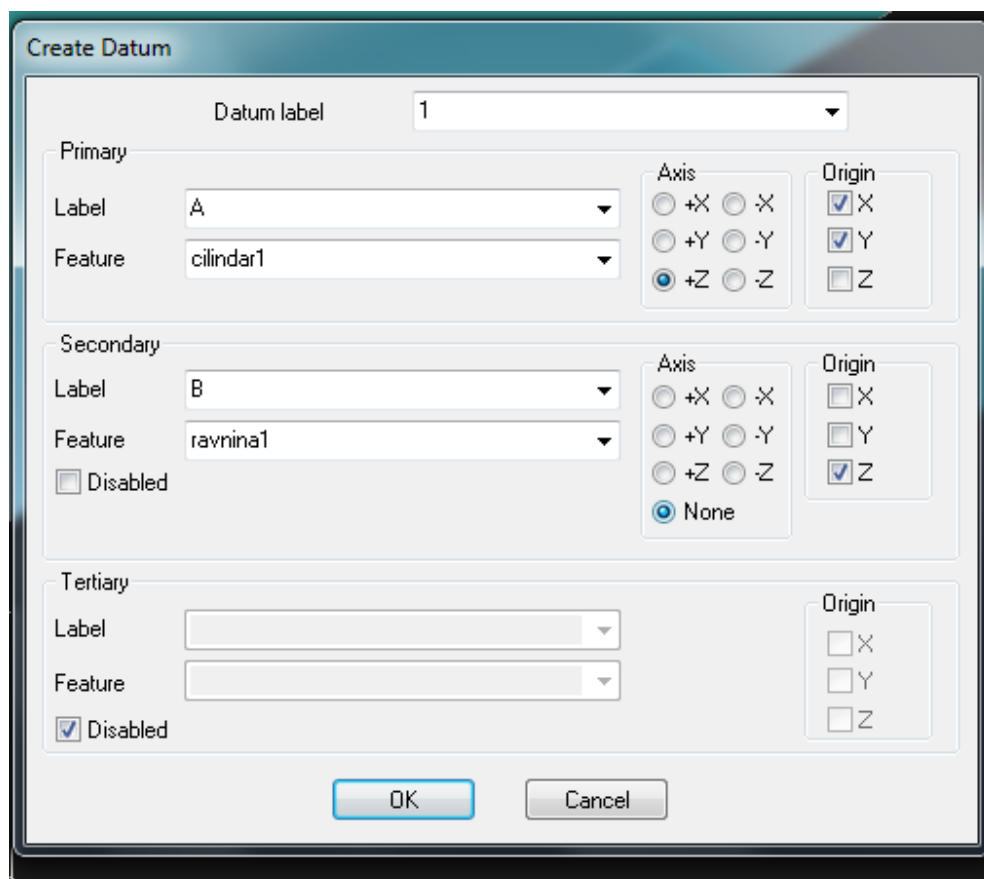 Create Datum
Datum label 1
Primary
Label A
Feature cilindar1
Axis
+X -X
+Y -Y
+Z -Z
Origin
X
Y
Z
Secondary
Label B
Feature ravnina1
Disabled
Axis
+X -X
+Y -Y
+Z -Z
None
Origin
X
Y
Z
Tertiary
Label
Feature
Disabled
Origin
X
Y
Z
OK Cancel